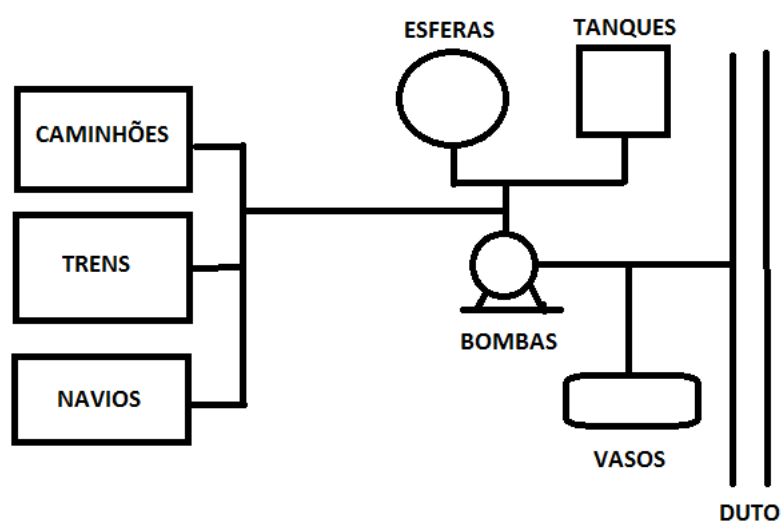 ESFERAS
TANQUES
CAMINHÕES
TRENS
BOMBAS
NAVIOS
VASOS
DUTO